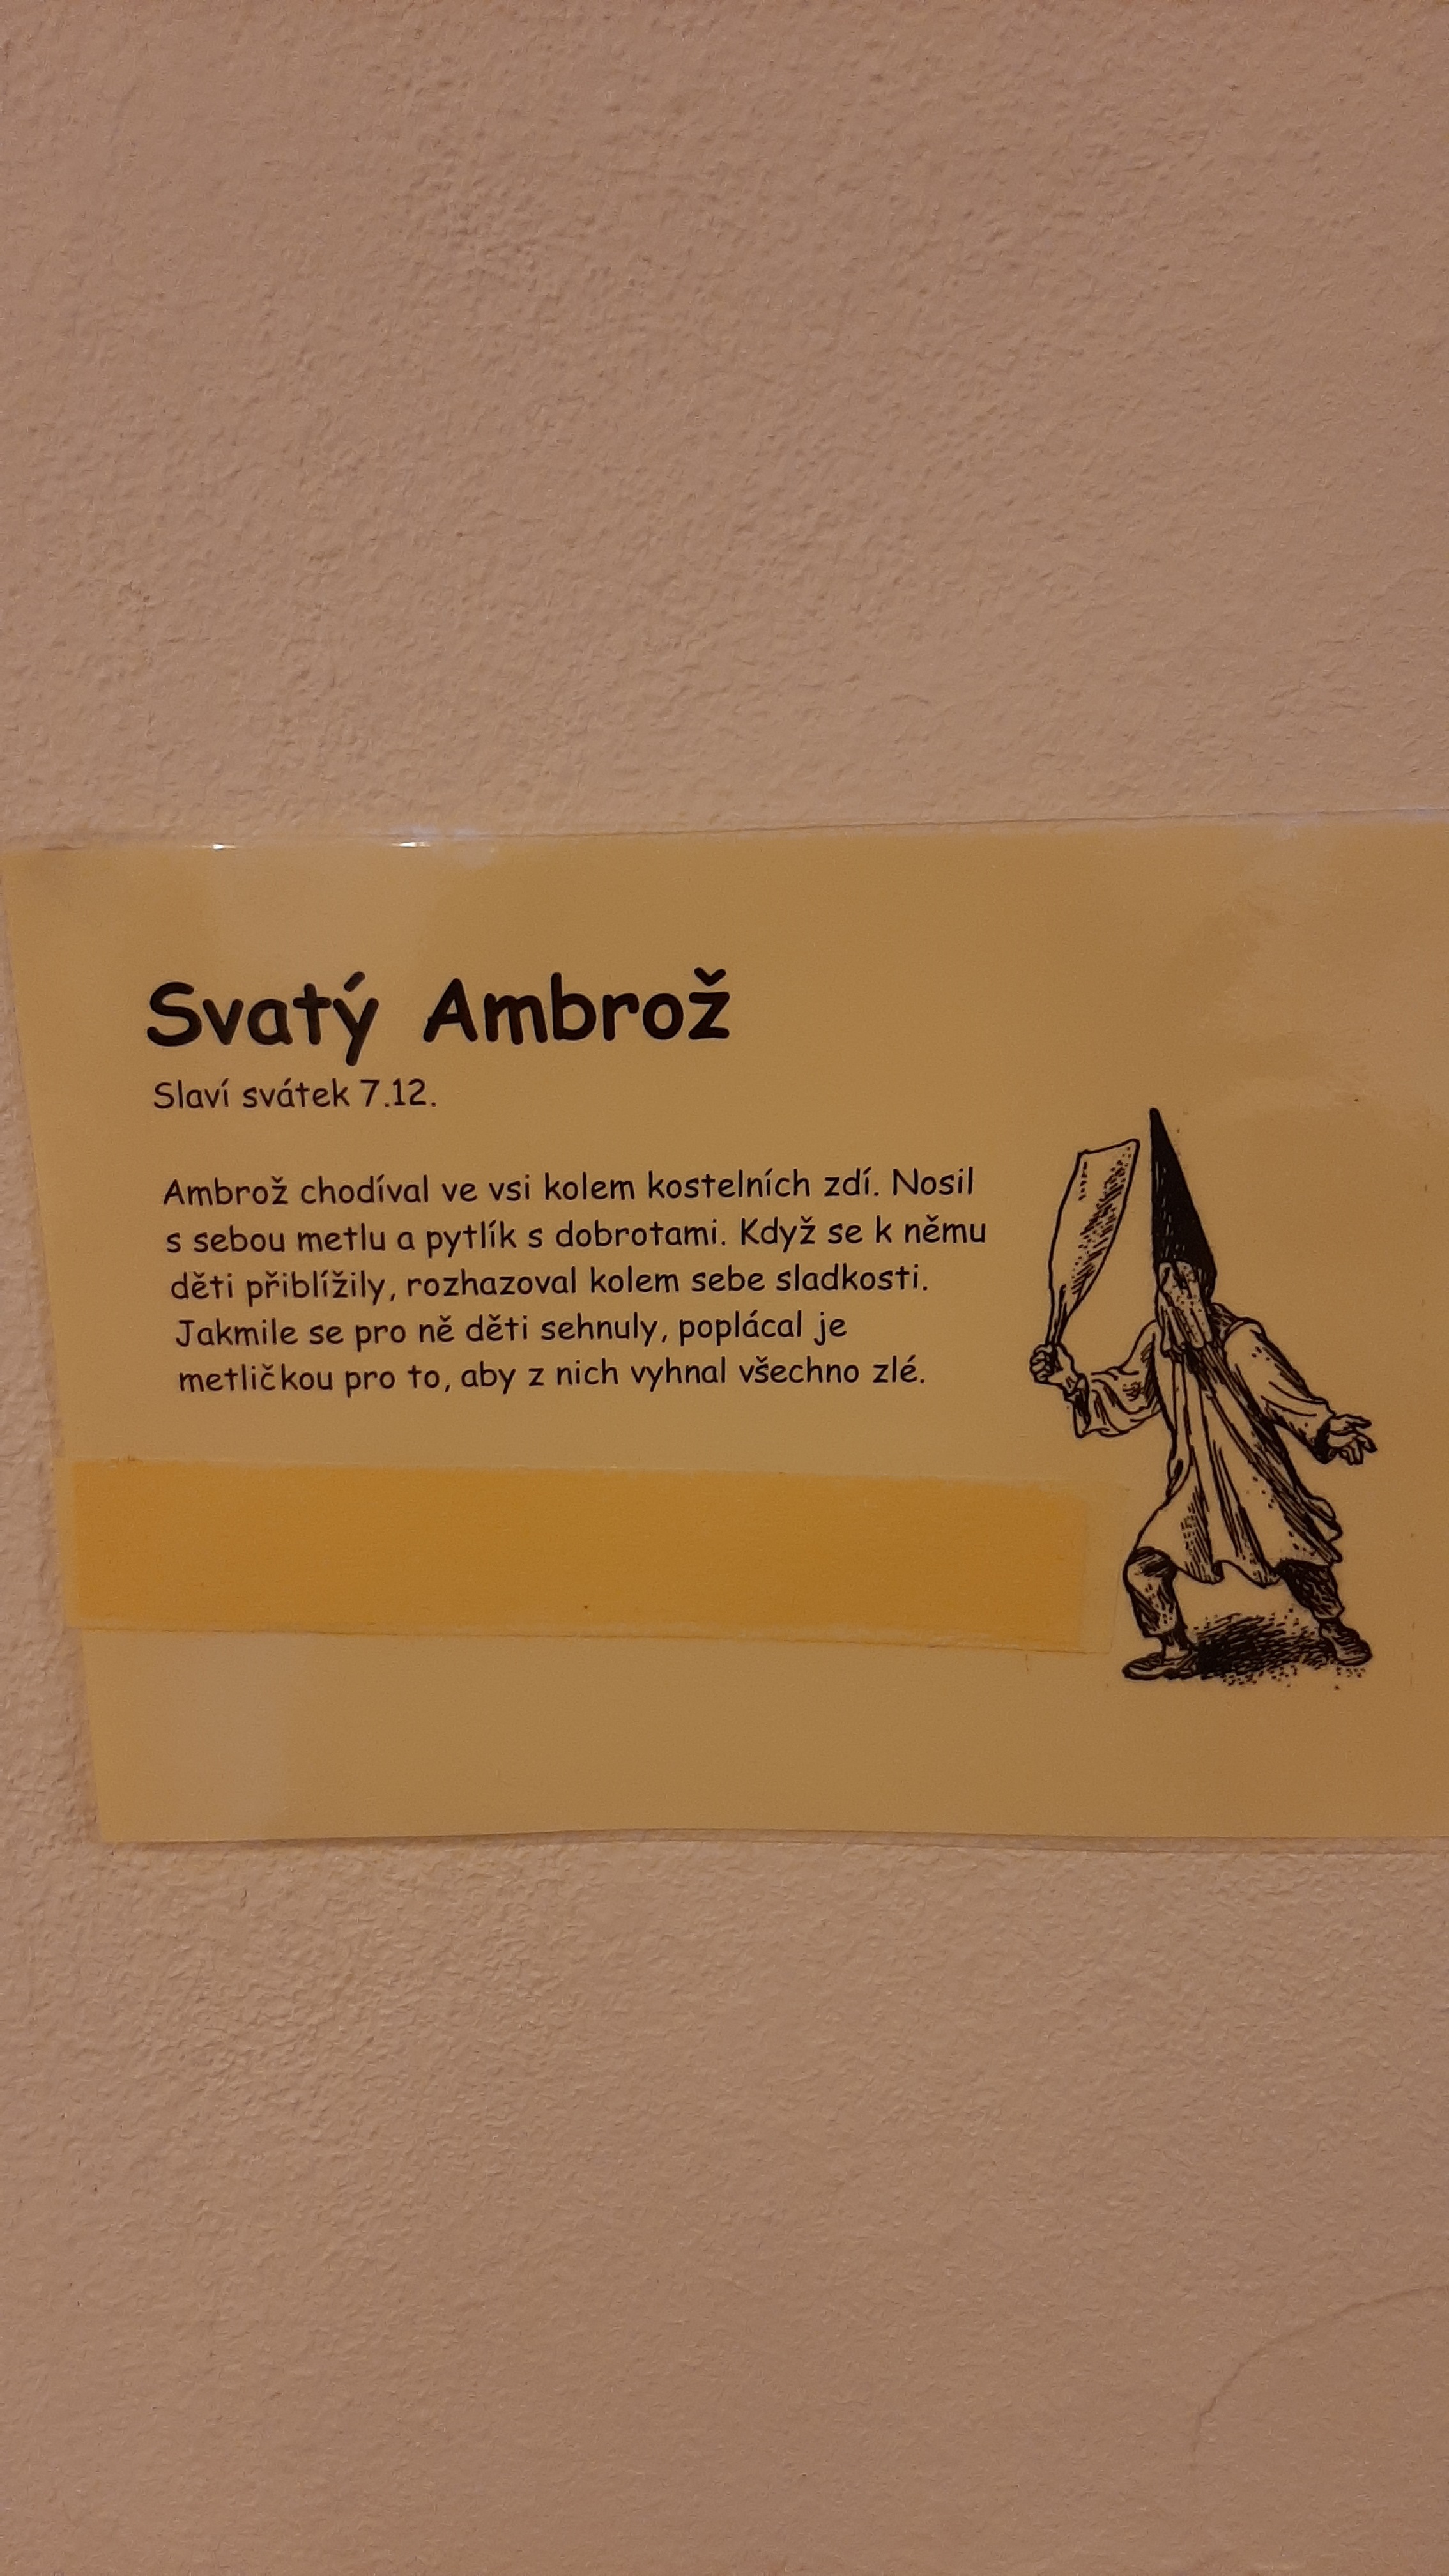 Svatý Ambrož
Slaví svátek 7.12.
Ambrož chodíval ve vsi kolem kostelních zdí. Nosil
s sebou metlu a pytlík s dobrotami. Když se k němu
děti přiblížily, rozhazoval kolem sebe sladkosti.
Jakmile se pro ně děti sehnuly, poplácal je
metličkou pro to, aby z nich vyhnal všechno zlé.